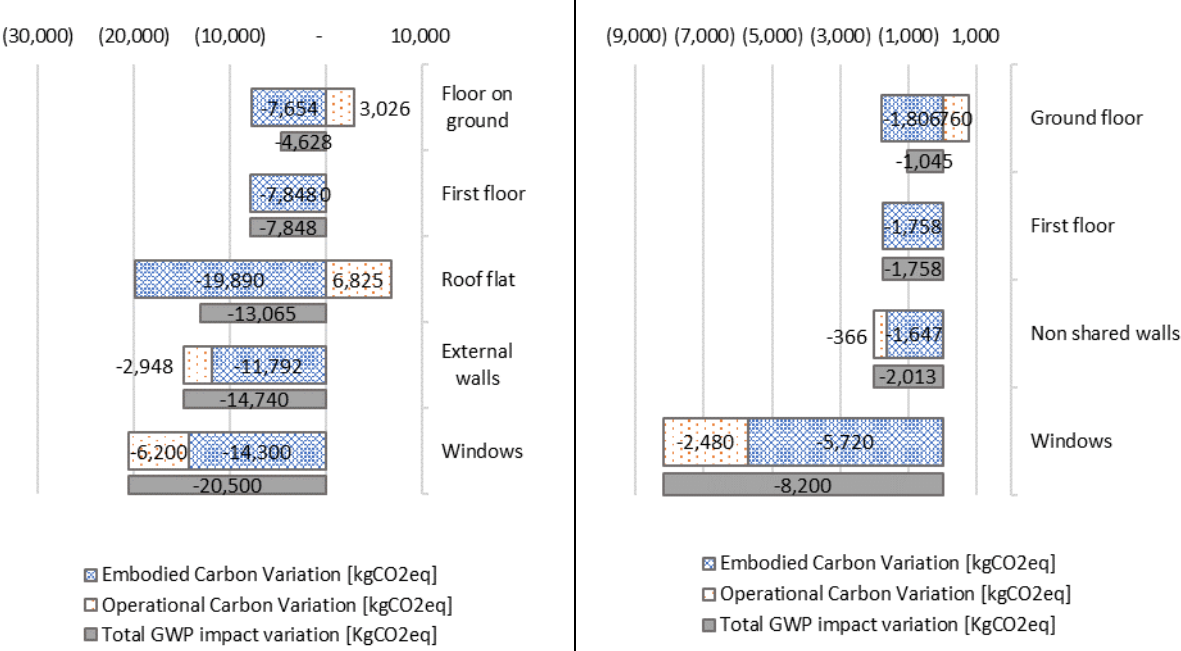 (30,000) (20,000) (10,000) - 10,000
-7,654 3,026 Floor on
ground
-4,628
-7,848 0 First floor
-7,848
-19,890 6,825 Roof flat
-13,065
-2,948 -11,792 External
walls
-14,740
-6,200 -14,300 Windows
-20,500
Embodied Carbon Variation [kgCO2eq]
Operational Carbon Variation [kgCO2eq]
Total GWP impact variation [KgCO2eq]
(9,000) (7,000) (5,000) (3,000) (1,000) 1,000
-1,806 760 Ground floor
-1,045
-1,758 First floor
-1,758
-366 -1,647 Non shared walls
-2,013
-2,480 -5,720 Windows
-8,200
Embodied Carbon Variation [kgCO2eq]
Operational Carbon Variation [kgCO2eq]
Total GWP impact variation [KgCO2eq]